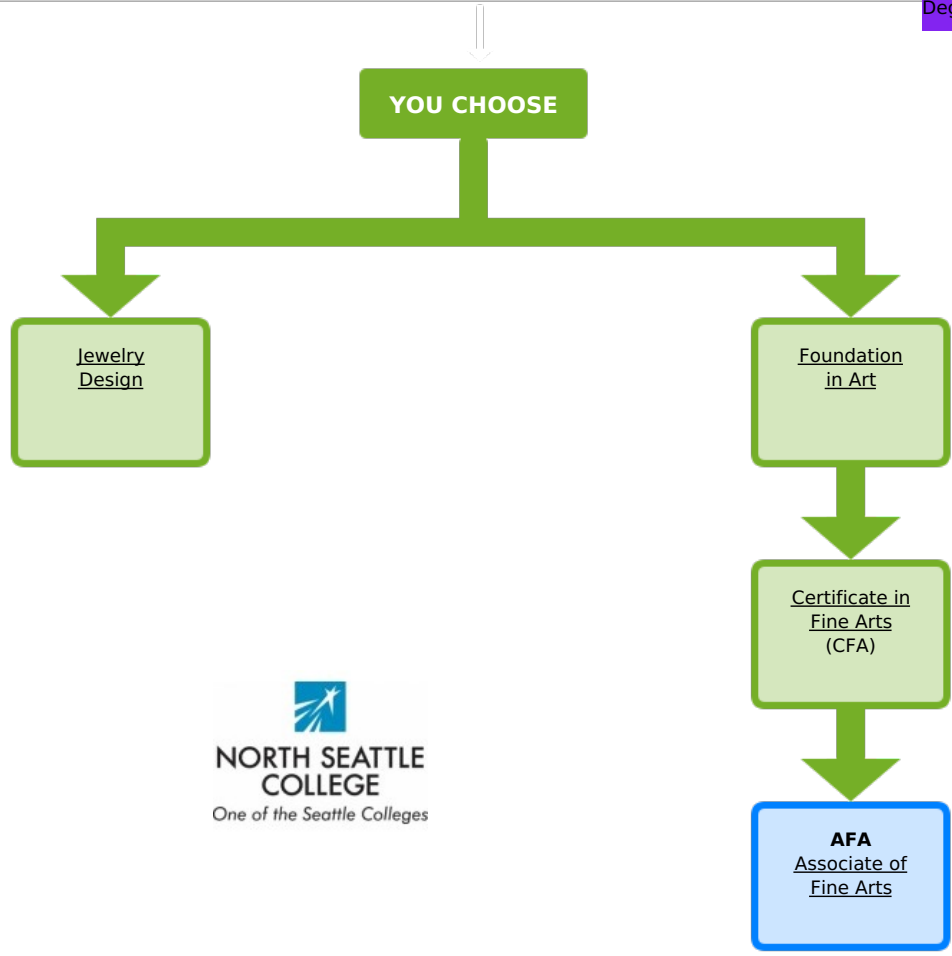 Deg
YOU CHOOSE
Jewelry
Design
Foundation
in Art
Certificate in
Fine Arts
(CFA)
NORTH SEATTLE
COLLEGE
One of the Seattle Colleges
AFA
Associate of
Fine Arts